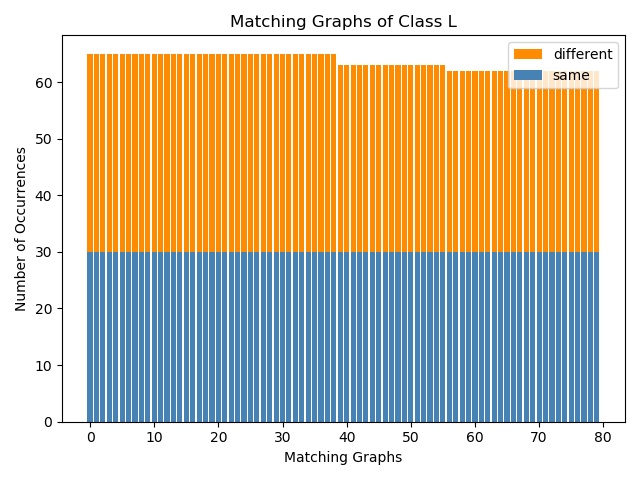 Matching Graphs of Class L
different
same
60
50
40
30
20
10
0
Number of Occurrences
0 10 20 30 40 50 60 70 80
Matching Graphs